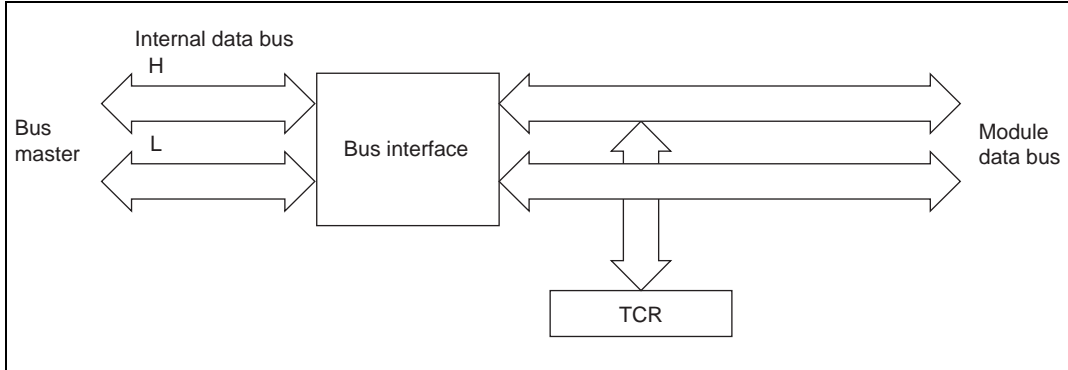 Internal data bus
H
Bus
master
L
Bus interface
Module
data bus
TCR